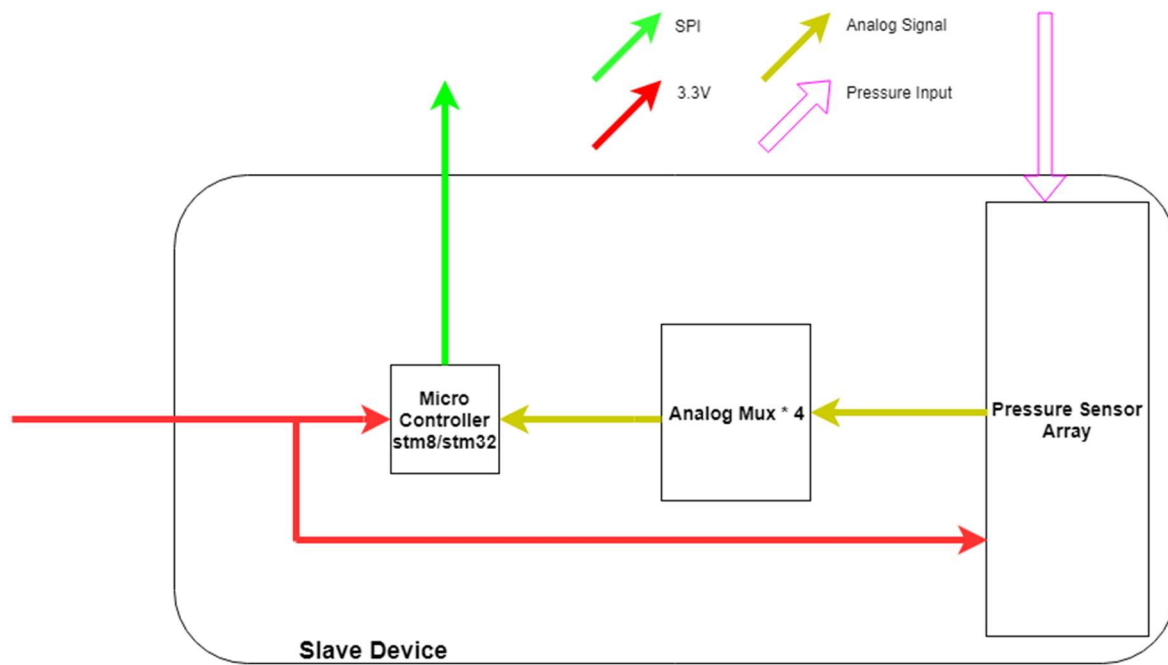 SPI
Analog Signal
3.3V
Pressure Input
Micro
Controller
stm8/stm32
Analog Mux * 4
Pressure Sensor
Array
Slave Device